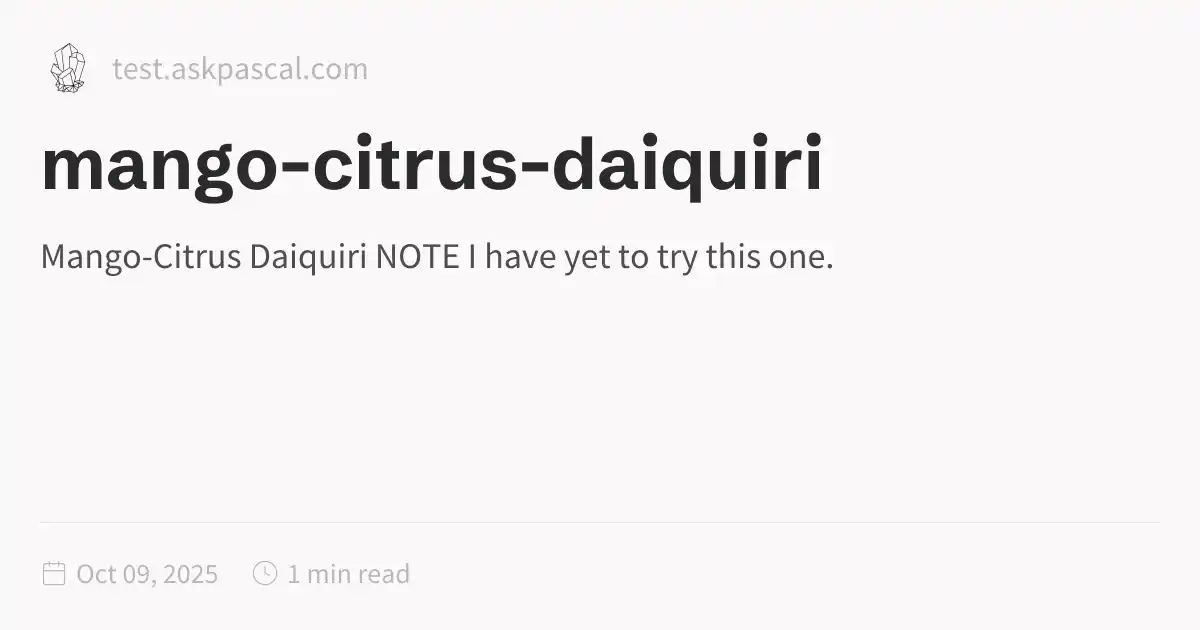 test.askpascal.com
mango-citrus-daiquiri
Mango-Citrus Daiquiri NOTE I have yet to try this one.
Oct 09, 2025 1 min read